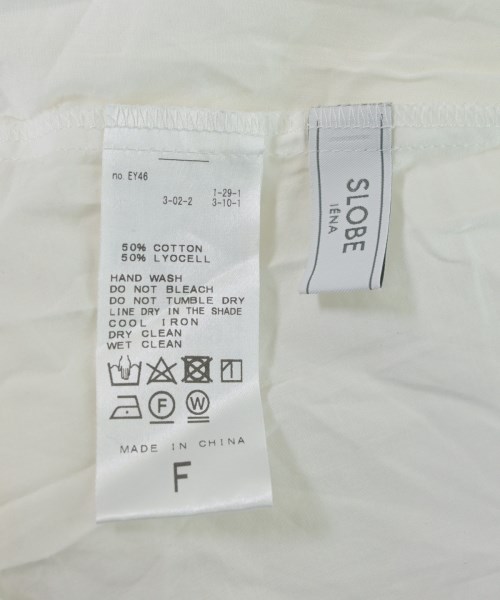 no. EY46
1-29-1
3-02-2 3-10-1
50% COTTON
50% LYOCELL
HAND WASH
DO NOT BLEACH
DO NOT TUMBLE DRY
LINE DRY IN THE SHADE
COOL IRON
DRY CLEAN
WET CLEAN
F W
MADE IN CHINA
F
SLOBE
IÉNA